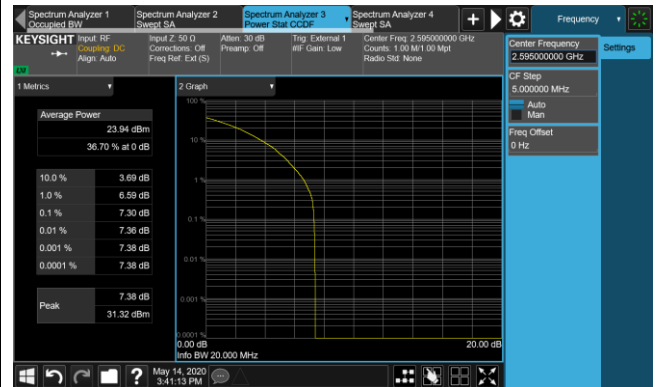 Spectrum Analyzer 1
Occupied BW
Spectrum Analyzer 2
Swept SA
Spectrum Analyzer 3
Power Stat CCDF
Spectrum Analyzer 4
Swept SA
Frequency
KEYSIGHT
Input: RF
Coupling: DC
Align: Auto
Input Z: 50 Ω
Corrections: Off
Freq Ref: Ext (S)
Atten: 30 dB
Preamp: Off
Trig: External 1
#IF Gain: Low
Center Freq: 2.595000000 GHz
Counts: 1.00 M/1.00 Mpt
Radio Std: None
Center Frequency
2.595000000 GHz
Settings
CF Step
5.000000 MHz
Auto
Man
Freq Offset
0 Hz
1 Metrics
Average Power
23.94 dBm
36.70 % at 0 dB
10.0 % 3.69 dB
1.0 % 6.59 dB
0.1 % 7.30 dB
0.01 % 7.36 dB
0.001 % 7.38 dB
0.0001 % 7.38 dB
Peak
7.38 dB
31.32 dBm
2 Graph
100 %
10 %
1 %
0.1 %
0.01 %
0.001 %
0.0001 %
0.00 dB
20.00 dB
Info BW 20.000 MHz
?
May 14, 2020
3:41:13 PM